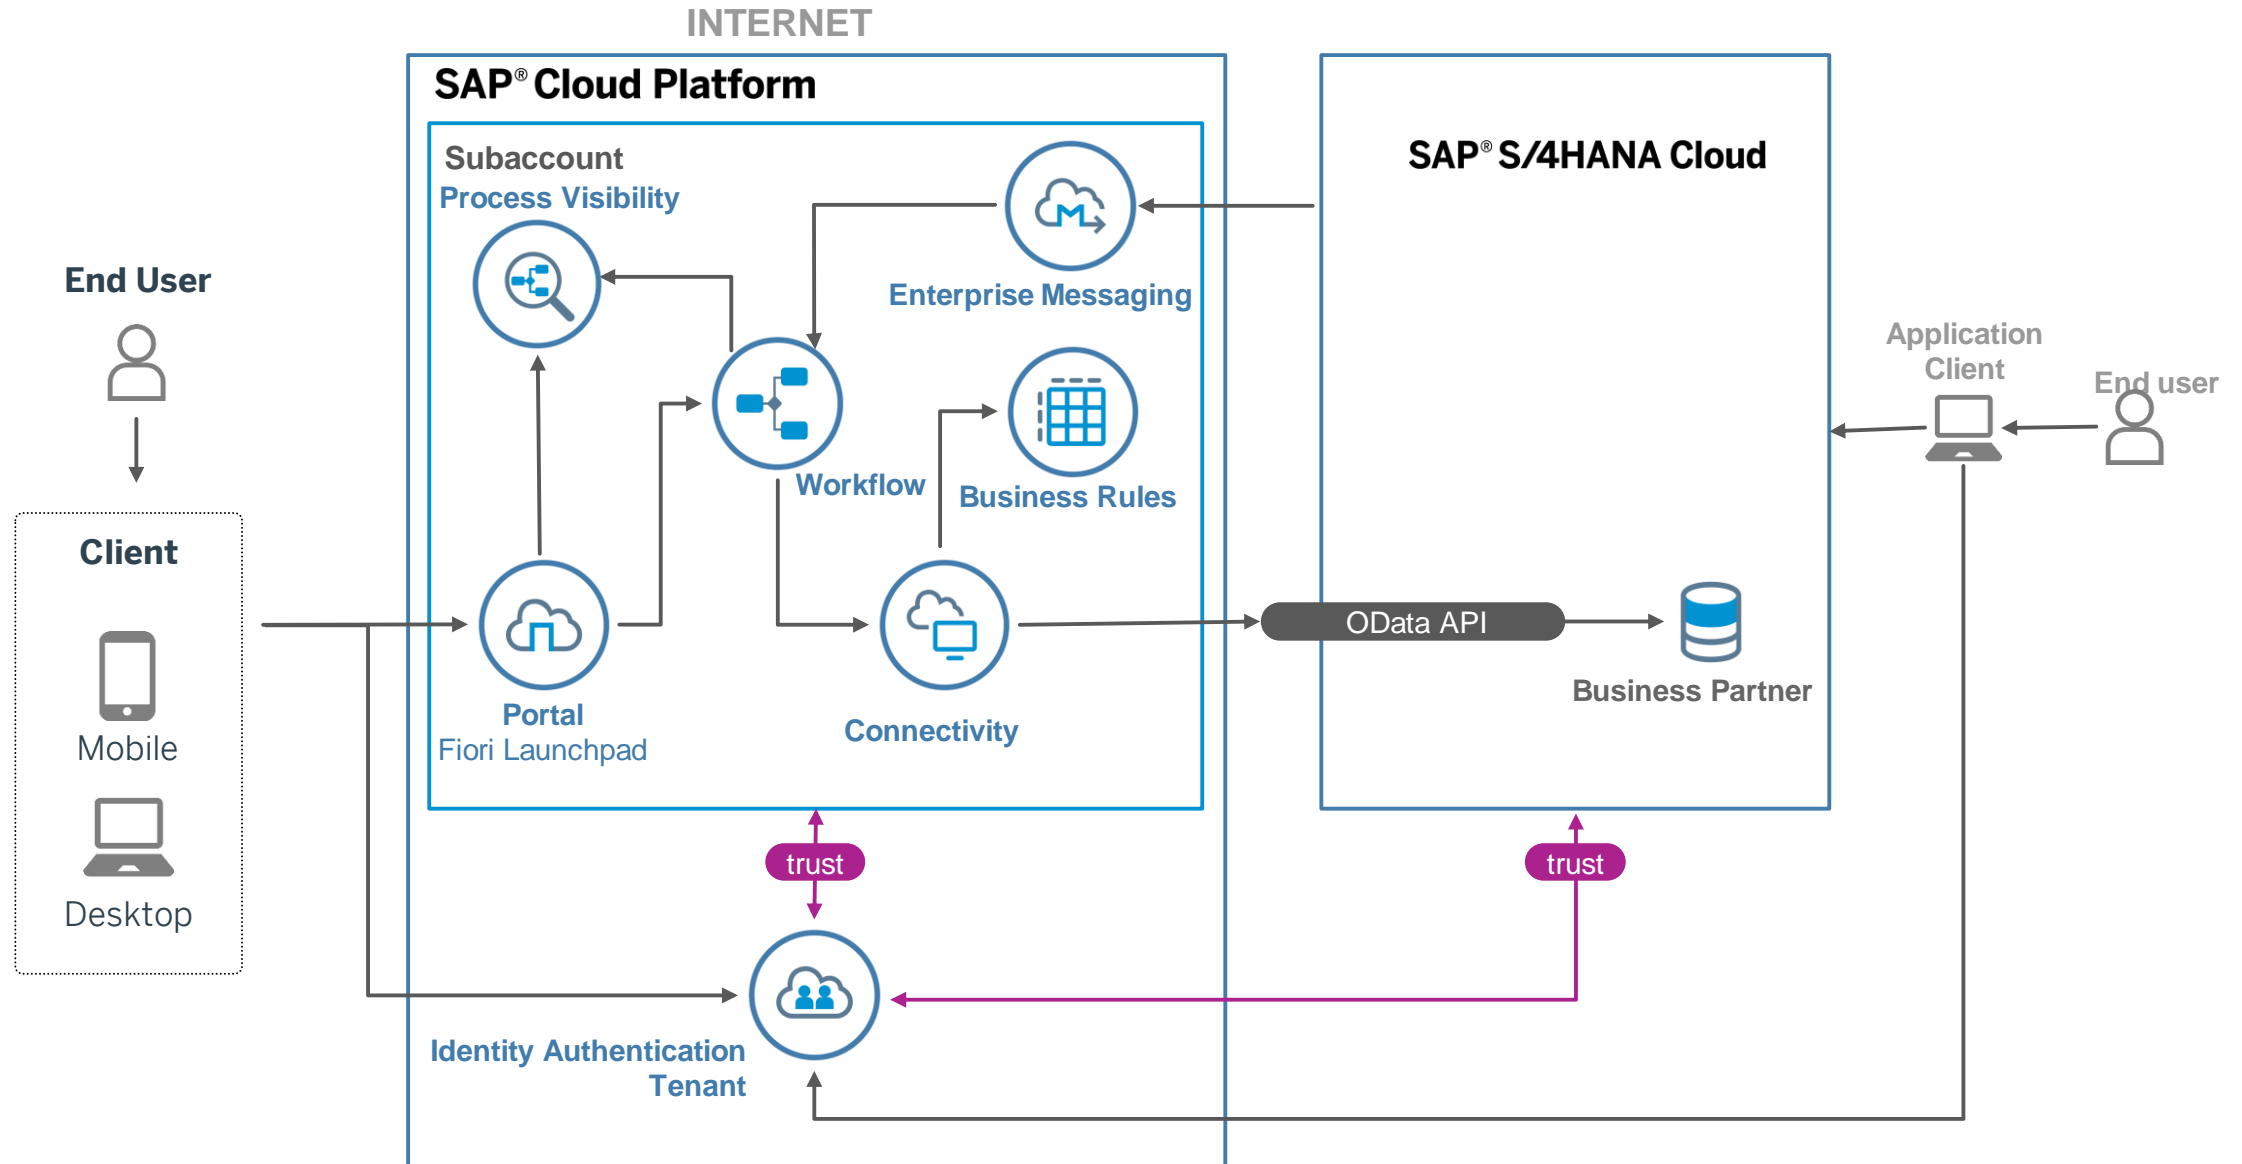 INTERNET
SAP® Cloud Platform
Subaccount
Process Visibility
Enterprise Messaging
Workflow
Business Rules
Portal
Fiori Launchpad
Connectivity
SAP® S/4HANA Cloud
OData API
Business Partner
End User
Client
Mobile
Desktop
Application
Client
End user
trust
trust
Identity Authentication
Tenant